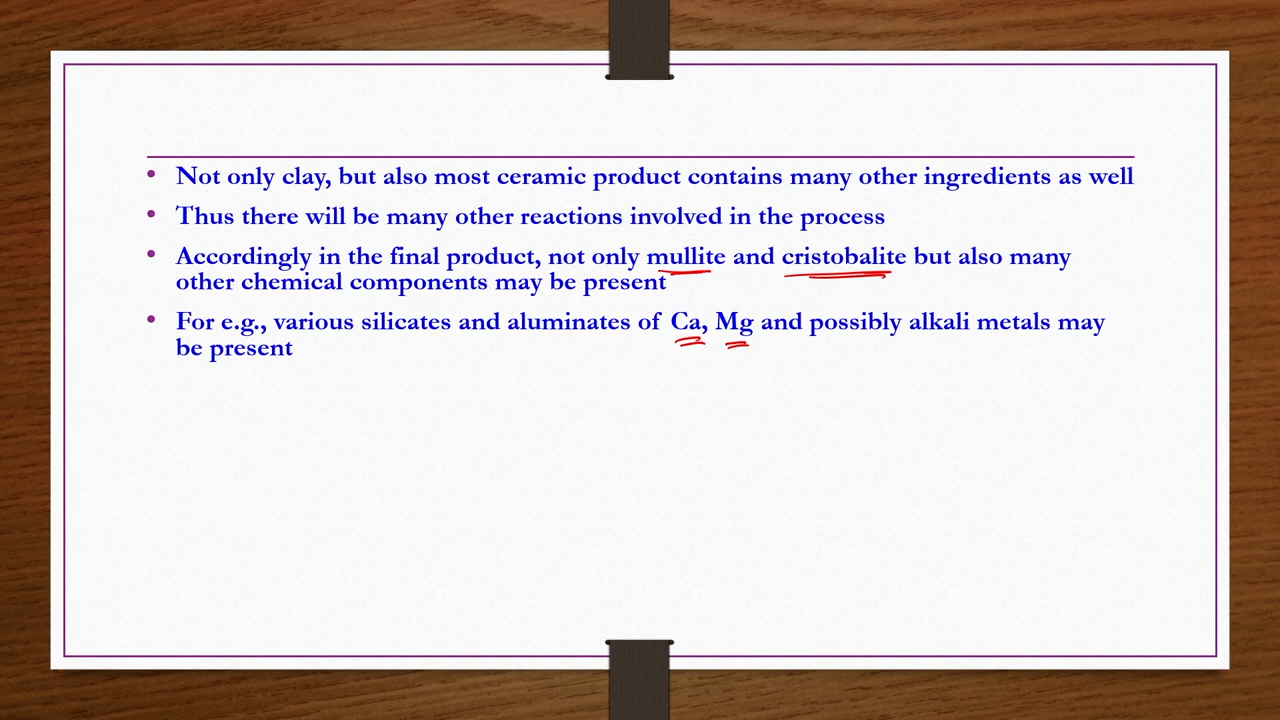 • Not only clay, but also most ceramic product contains many other ingredients as well
• Thus there will be many other reactions involved in the process
• Accordingly in the final product, not only mullite and cristobalite but also many
other chemical components may be present
• For e.g., various silicates and aluminates of Ca, Mg and possibly alkali metals may
be present